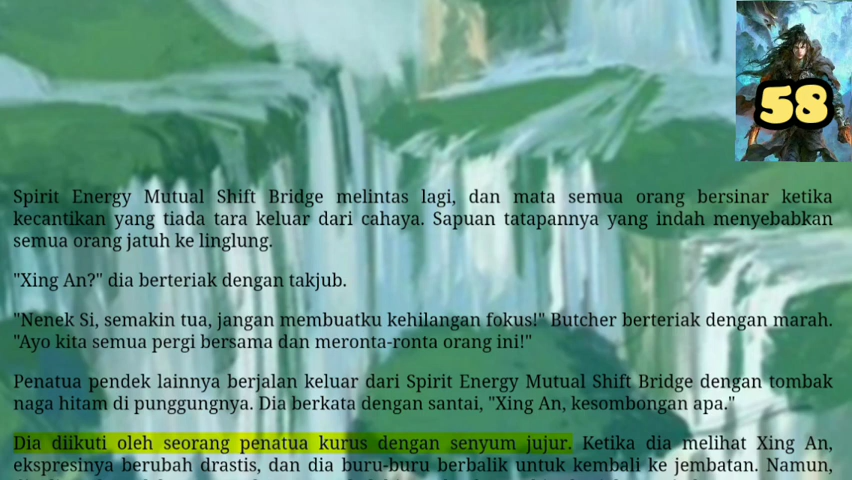 58
Spirit Energy Mutual Shift Bridge melintas lagi, dan mata semua orang bersinar ketika
kecantikan yang tiada tara keluar dari cahaya. Sapuan tatapannya yang indah menyebabkan
semua orang jatuh ke linglung.
"Xing An?" dia berteriak dengan takjub.
"Nenek Si, semakin tua, jangan membuatku kehilangan fokus!" Butcher berteriak dengan marah.
"Ayo kita semua pergi bersama dan meronta-ronta orang ini!"
Penatua pendek lainnya berjalan keluar dari Spirit Energy Mutual Shift Bridge dengan tombak
naga hitam di punggungnya. Dia berkata dengan santai, "Xing An, kesombongan apa."
Dia diikuti oleh seorang penatua kurus dengan senyum jujur. Ketika dia melihat Xing An,
ekspresinya berubah drastis, dan dia buru-buru berbalik untuk kembali ke jembatan. Namun,